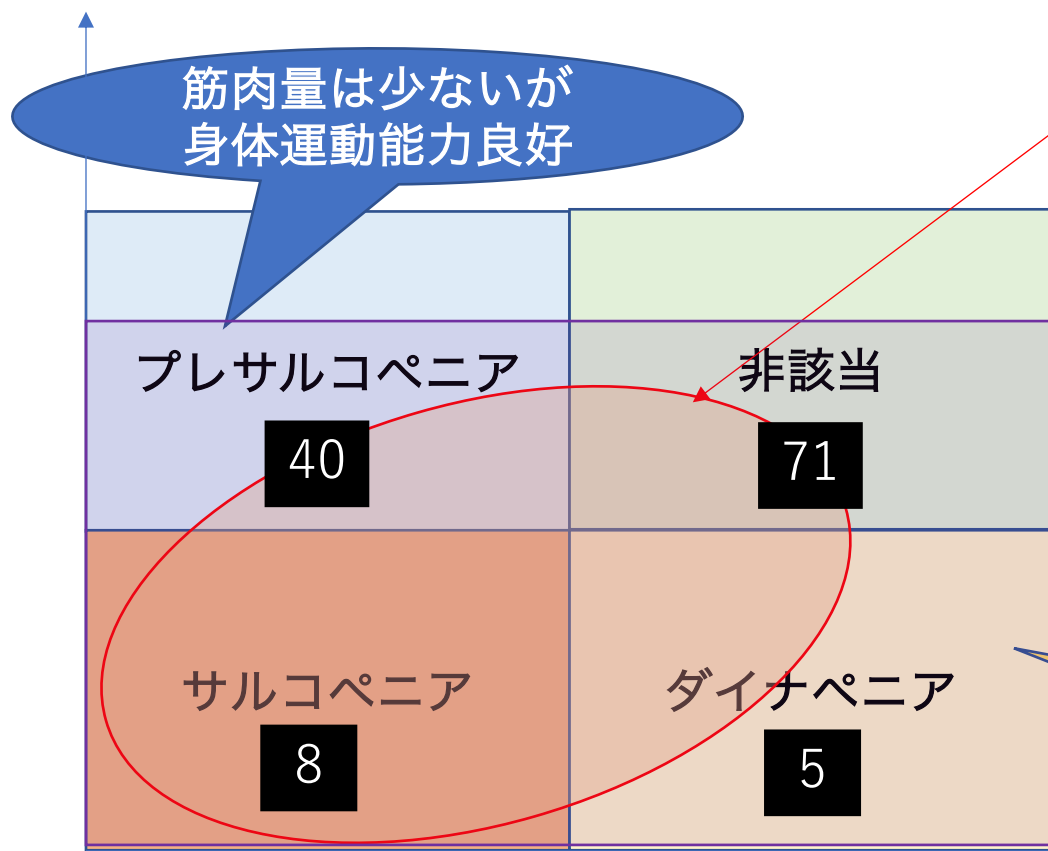 筋肉量は少ないが
身体運動能力良好
プレサルコペニア
非該当
40
71
サルコペニア
ダイナペニア
8
5